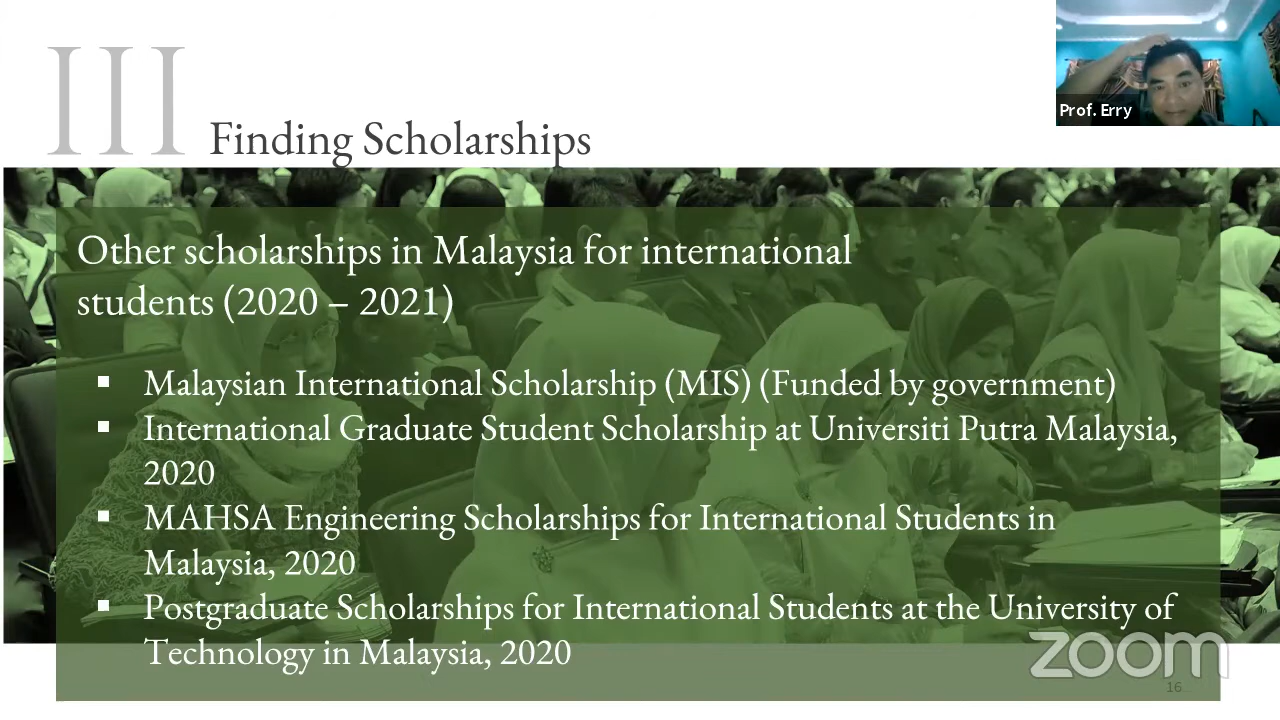 III
Finding Scholarships
Prof. Erry
Other scholarships in Malaysia for international
students (2020 – 2021)
▪ Malaysian International Scholarship (MIS) (Funded by government)
▪ International Graduate Student Scholarship at Universiti Putra Malaysia,
2020
▪ MAHSA Engineering Scholarships for International Students in
Malaysia, 2020
▪ Postgraduate Scholarships for International Students at the University of
Technology in Malaysia, 2020
zoom
16